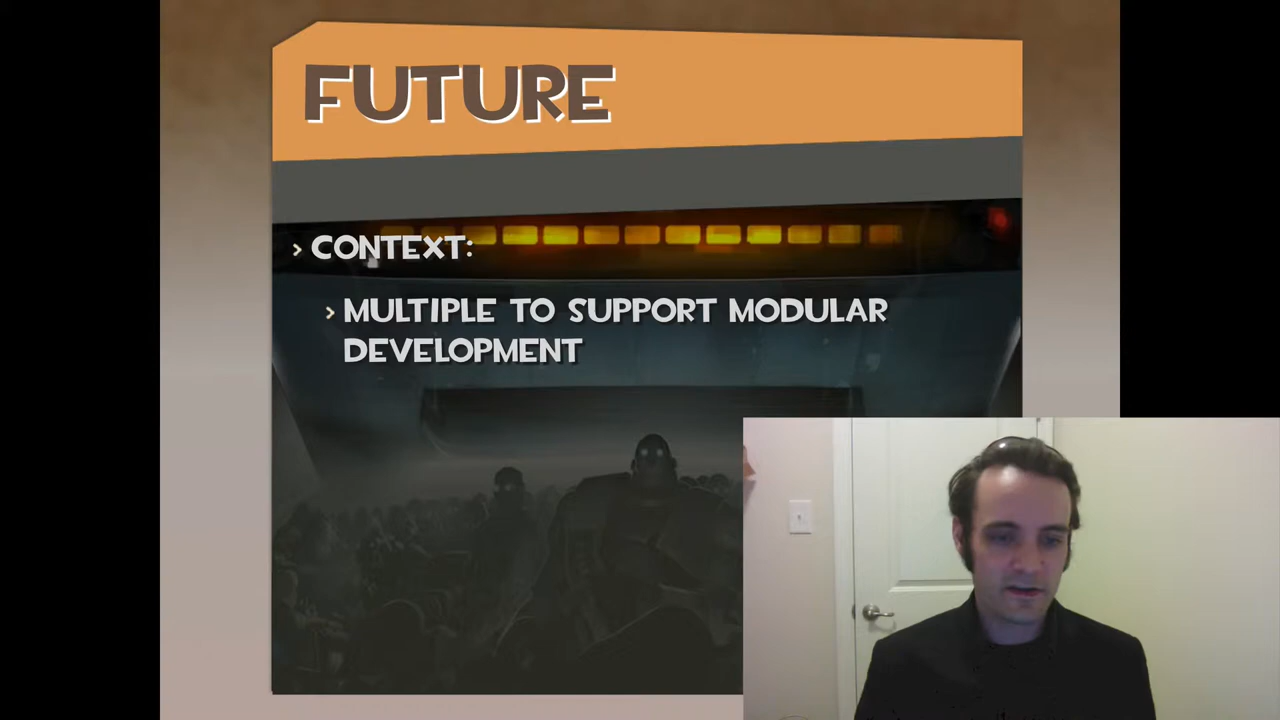 FUTURE
CONTEXT:
MULTIPLE TO SUPPORT MODULAR
DEVELOPMENT